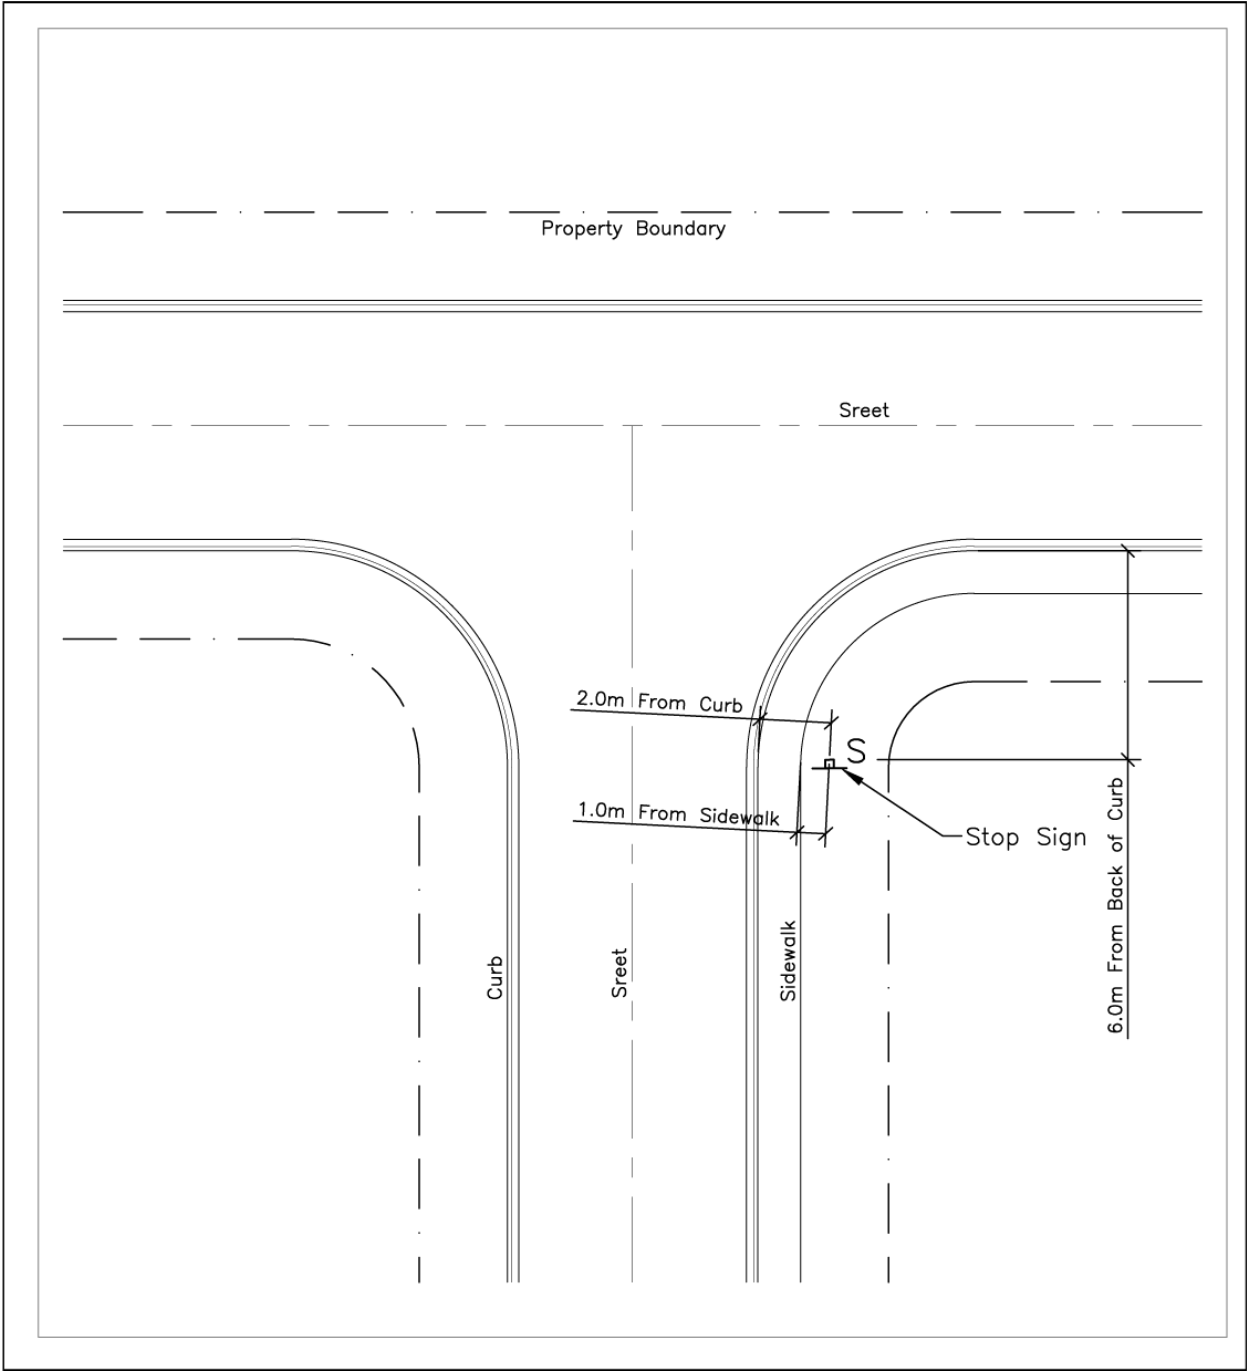 Property Boundary
Sreet
2.0m From Curb
S
1.0m From Sidewalk
Stop Sign
6.0m From Back of Curb
Curb
Sreet
Sidewalk